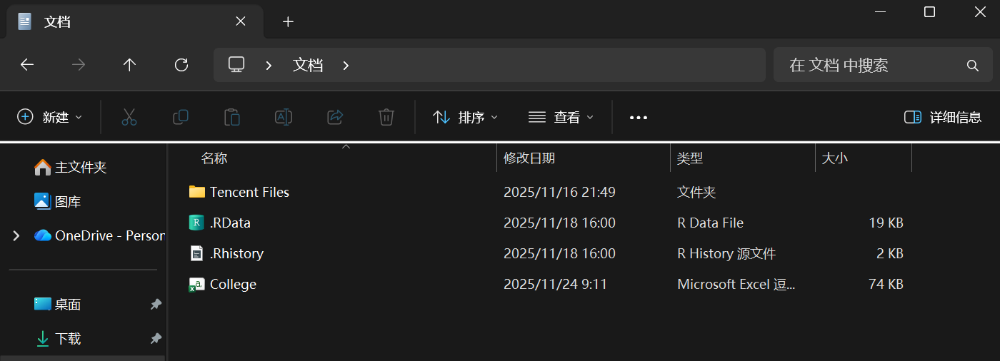 文档
文档
在 文档 中搜索
新建 排序 查看 详细信息
主文件夹
图库
OneDrive - Person
桌面
下载
名称 修改日期 类型 大小
Tencent Files 2025/11/16 21:49 文件夹
.RData 2025/11/18 16:00 R Data File 19 KB
.Rhistory 2025/11/18 16:00 R History 源文件 2 KB
College 2025/11/24 9:11 Microsoft Excel 逗... 74 KB